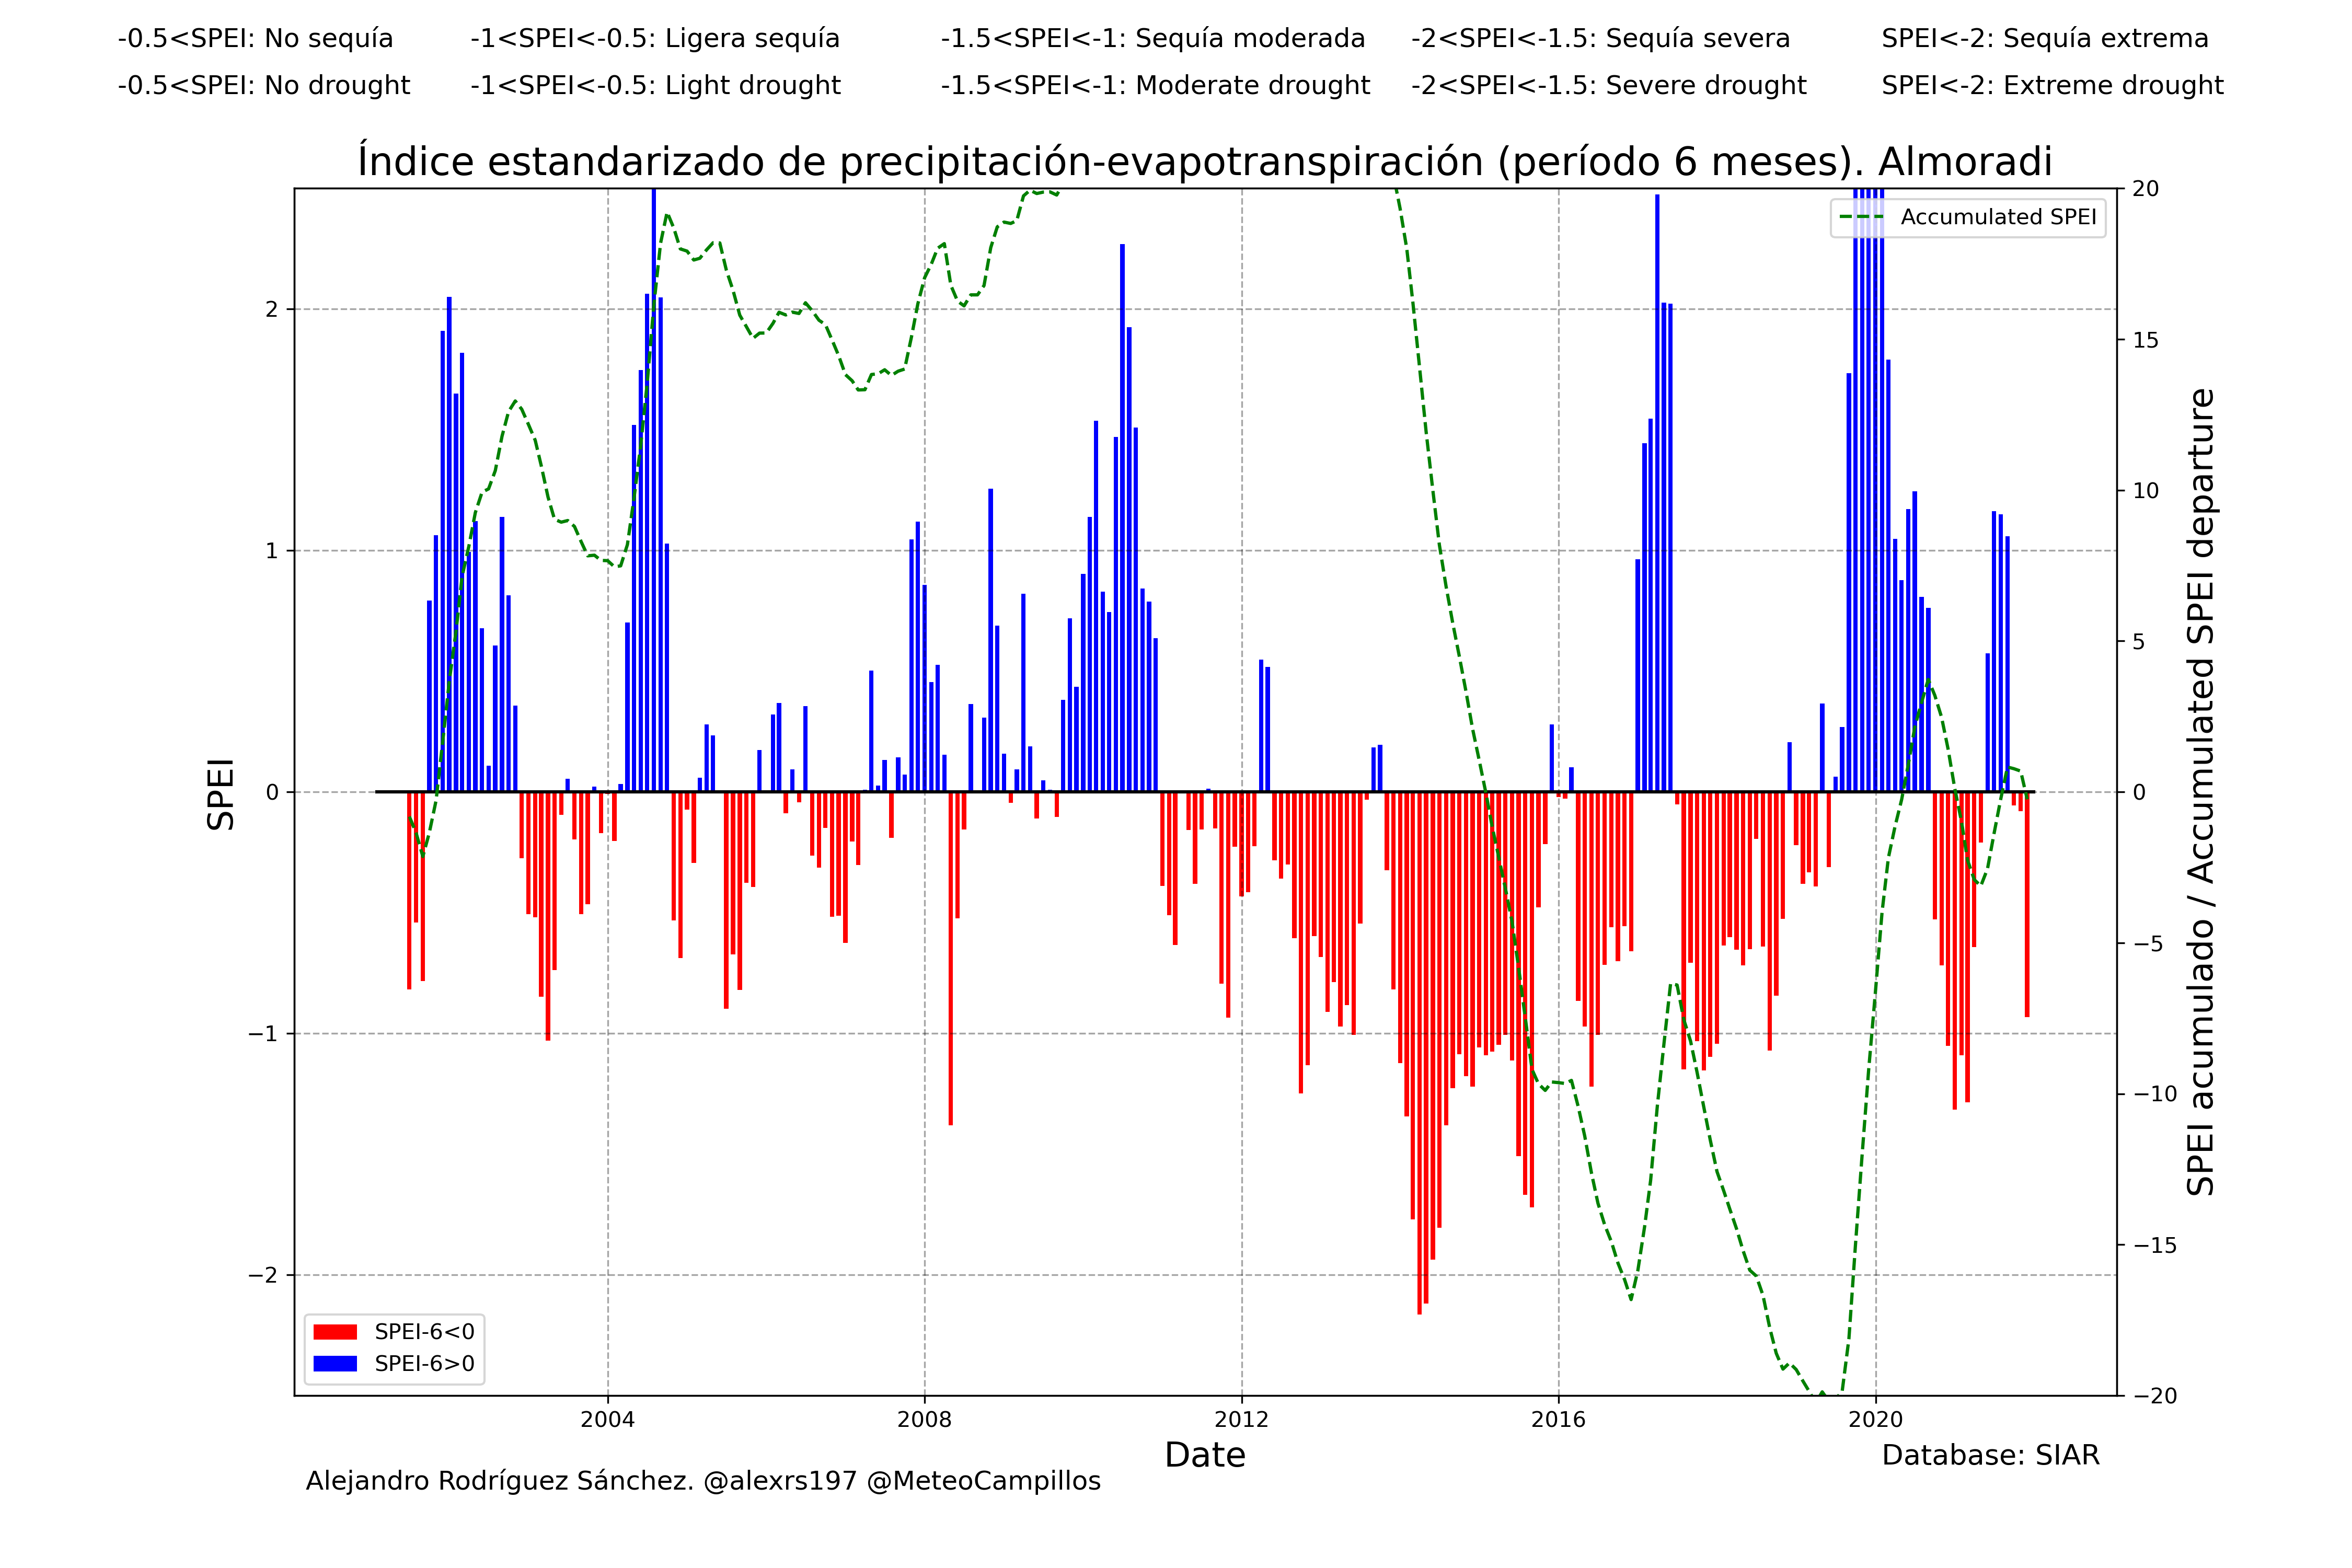 -0.5<SPEI: No sequía -1<SPEI<-0.5: Ligera sequía -1.5<SPEI<-1: Sequía moderada -2<SPEI<-1.5: Sequía severa SPEI<-2: Sequía extrema
-0.5<SPEI: No drought -1<SPEI<-0.5: Light drought -1.5<SPEI<-1: Moderate drought -2<SPEI<-1.5: Severe drought SPEI<-2: Extreme drought
Índice estandarizado de precipitación-evapotranspiración (período 6 meses). Almoradi
Accumulated SPEI
SPEI
2
1
0
−1
−2
20
15
10
5
0
−5
−10
−15
−20
SPEI acumulado / Accumulated SPEI departure
SPEI-6<0
SPEI-6>0
2004 2008 2012 2016 2020
Date
Database: SIAR
Alejandro Rodríguez Sánchez. @alexrs197 @MeteoCampillos